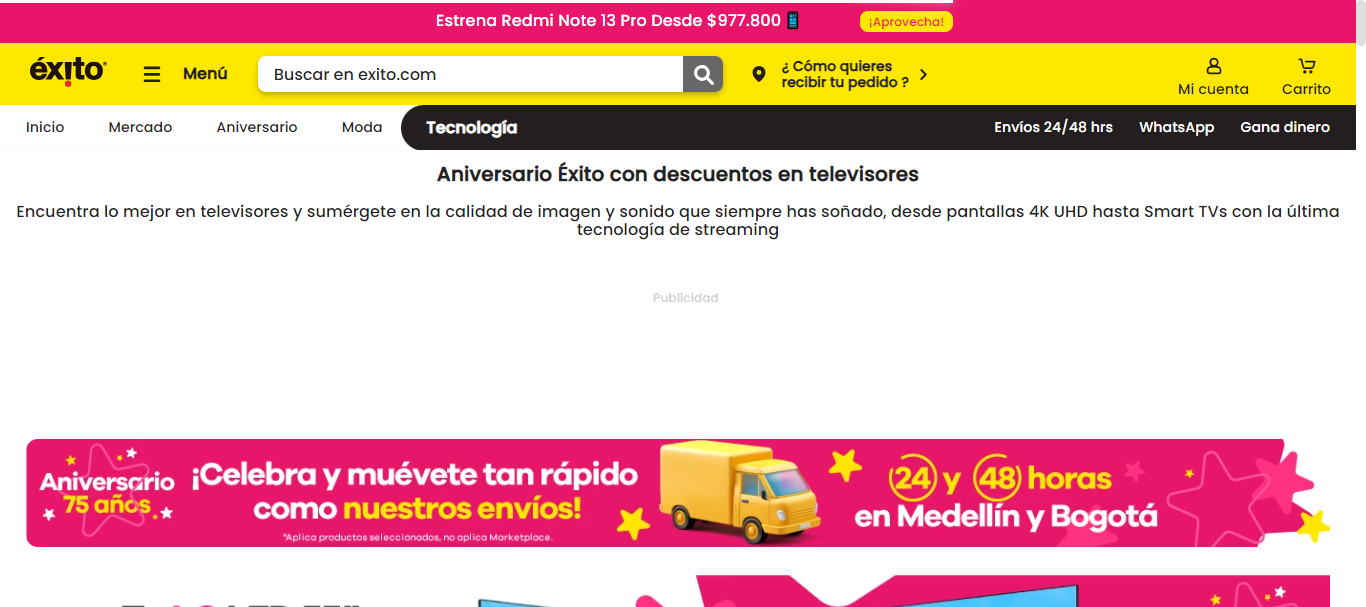 Estrena Redmi Note 13 Pro Desde $977.800
¡Aprovecha!
éxito
Menú
Buscar en exito.com
¿ Cómo quieres
recibir tu pedido ?
Mi cuenta
Carrito
Inicio
Mercado
Aniversario
Moda
Tecnología
Envíos 24/48 hrs
WhatsApp
Gana dinero
Aniversario Éxito con descuentos en televisores
Encuentra lo mejor en televisores y sumérgete en la calidad de imagen y sonido que siempre has soñado, desde pantallas 4K UHD hasta Smart TVs con la última
tecnología de streaming
Publicidad
Aniversario
75 años.
¡Celebra y muévete tan rápido
como nuestros envíos!
*Aplica productos seleccionados, no aplica Marketplace.
24 y 48 horas
en Medellín y Bogotá